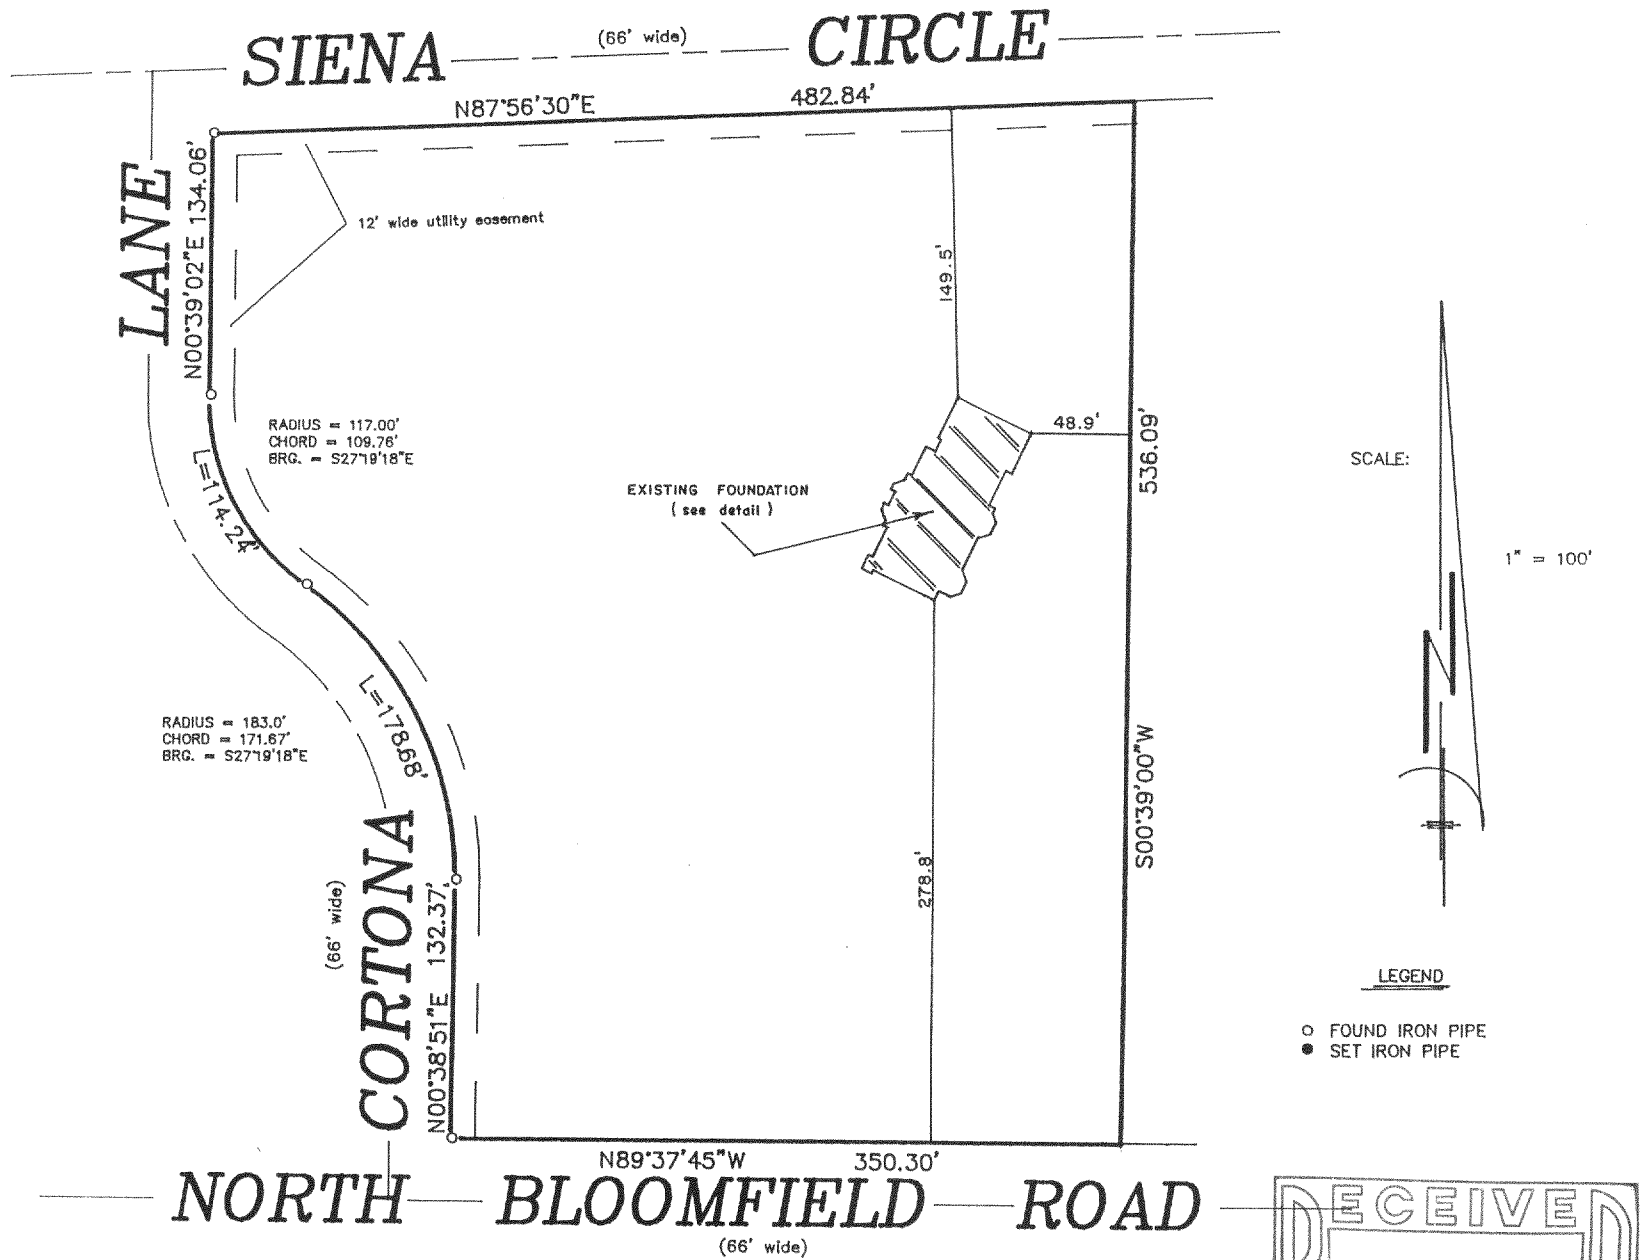 SIENA (66' wide) CIRCLE
N87°56'30"E 482.84'
LANE
N00°39'02"E 134.06'
12' wide utility easement
149.5'
48.9'
536.09'
S00°39'00"W
RADIUS = 117.00'
CHORD = 109.76'
BRG. = S27°19'18"E
L=114.24'
EXISTING FOUNDATION
( see detail )
SCALE:
1" = 100'
N
L=178.68'
RADIUS = 183.0'
CHORD = 171.67'
BRG. = S27°19'18"E
278.8'
CORTONA
(66' wide)
N00°38'51"E 132.37'
LEGEND
FOUND IRON PIPE
SET IRON PIPE
N89°37'45"W 350.30'
NORTH BLOOMFIELD ROAD
(66' wide)